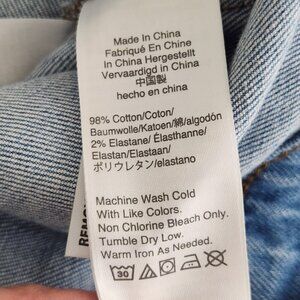 Made In China
Fabriqué En Chine
In China Hergestellt
Vervaardigd in China
中国製
hecho en china
98% Cotton/Coton/
Baumwolle/Katoen/綿/algodón
2% Elastane/ Élasthanne/
Elastan/Elastaan/
ポリウレタン/elastano
Machine Wash Cold
With Like Colors.
Non Chlorine Bleach Only.
Tumble Dry Low.
Warm Iron As Needed.
30